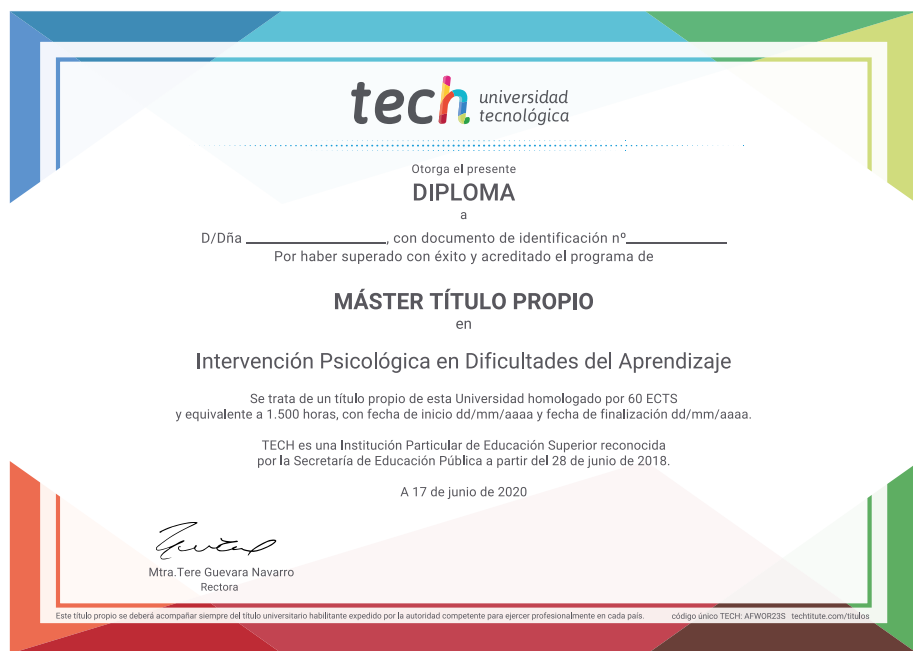 tech universidad
tecnológica
Otorga el presente
DIPLOMA
a
D/Dña ____________________, con documento de identificación nº______________
Por haber superado con éxito y acreditado el programa de
MÁSTER TÍTULO PROPIO
en
Intervención Psicológica en Dificultades del Aprendizaje
Se trata de un título propio de esta Universidad homologado por 60 ECTS
y equivalente a 1.500 horas, con fecha de inicio dd/mm/aaaa y fecha de finalización dd/mm/aaaa.
TECH es una Institución Particular de Educación Superior reconocida
por la Secretaría de Educación Pública a partir del 28 de junio de 2018.
A 17 de junio de 2020
Mtra.Tere Guevara Navarro
Rectora
Este título propio se deberá acompañar siempre del título universitario habilitante expedido por la autoridad competente para ejercer profesionalmente en cada país. código único TECH: AFWOR23S techtitute.com/titulos